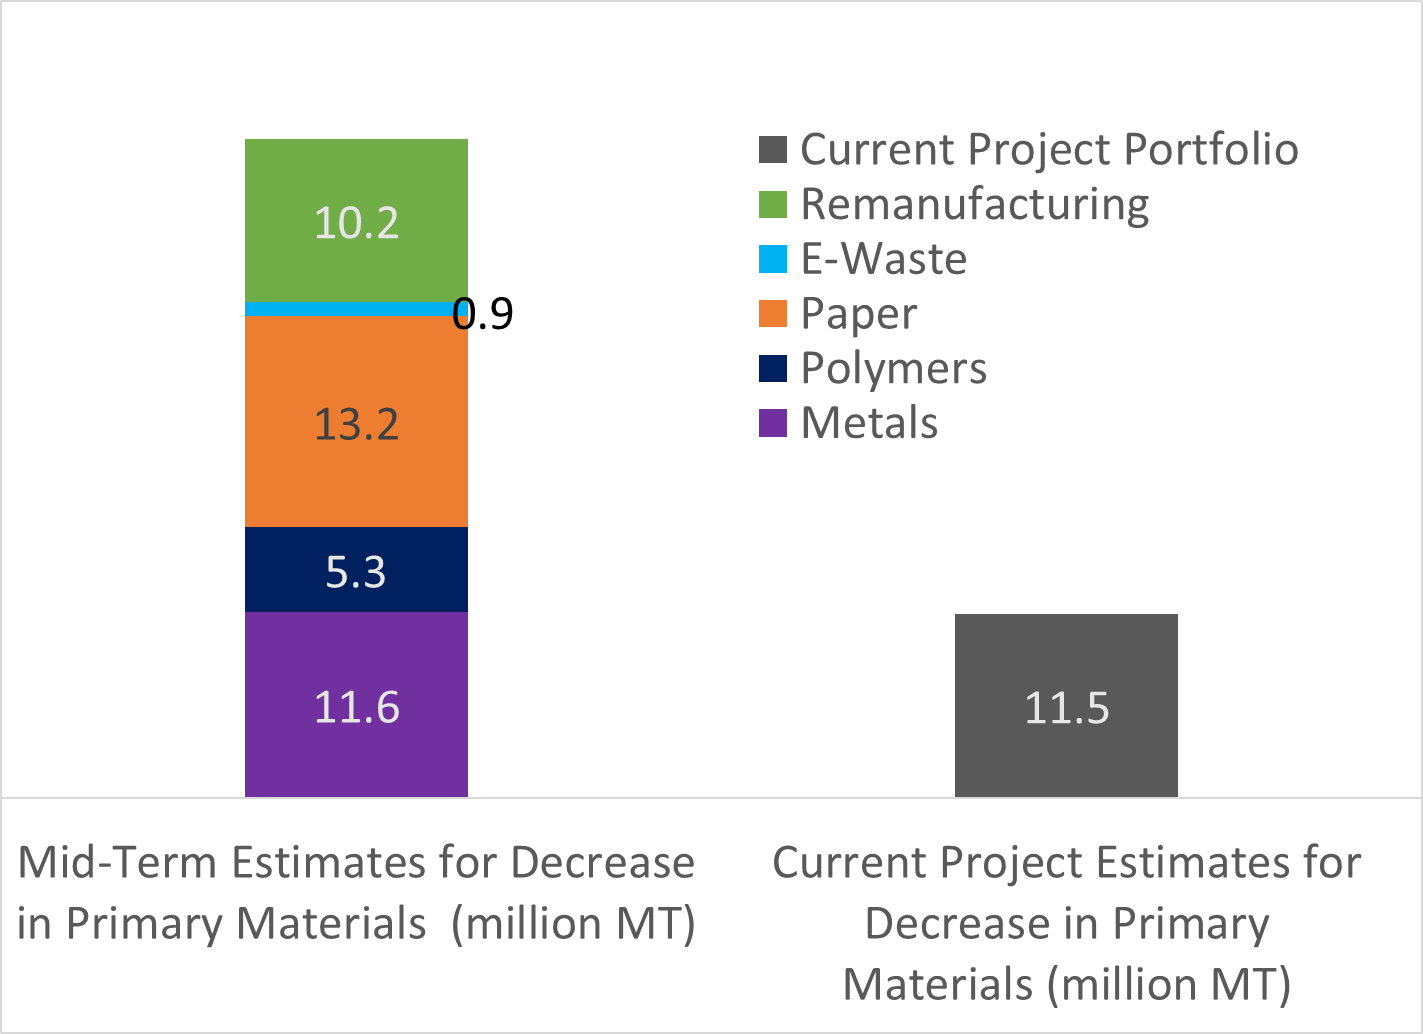 10.2
0.9
13.2
5.3
11.6
Current Project Portfolio
Remanufacturing
E-Waste
Paper
Polymers
Metals
11.5
Mid-Term Estimates for Decrease
in Primary Materials  (million MT)
Current Project Estimates for
Decrease in Primary
Materials (million MT)